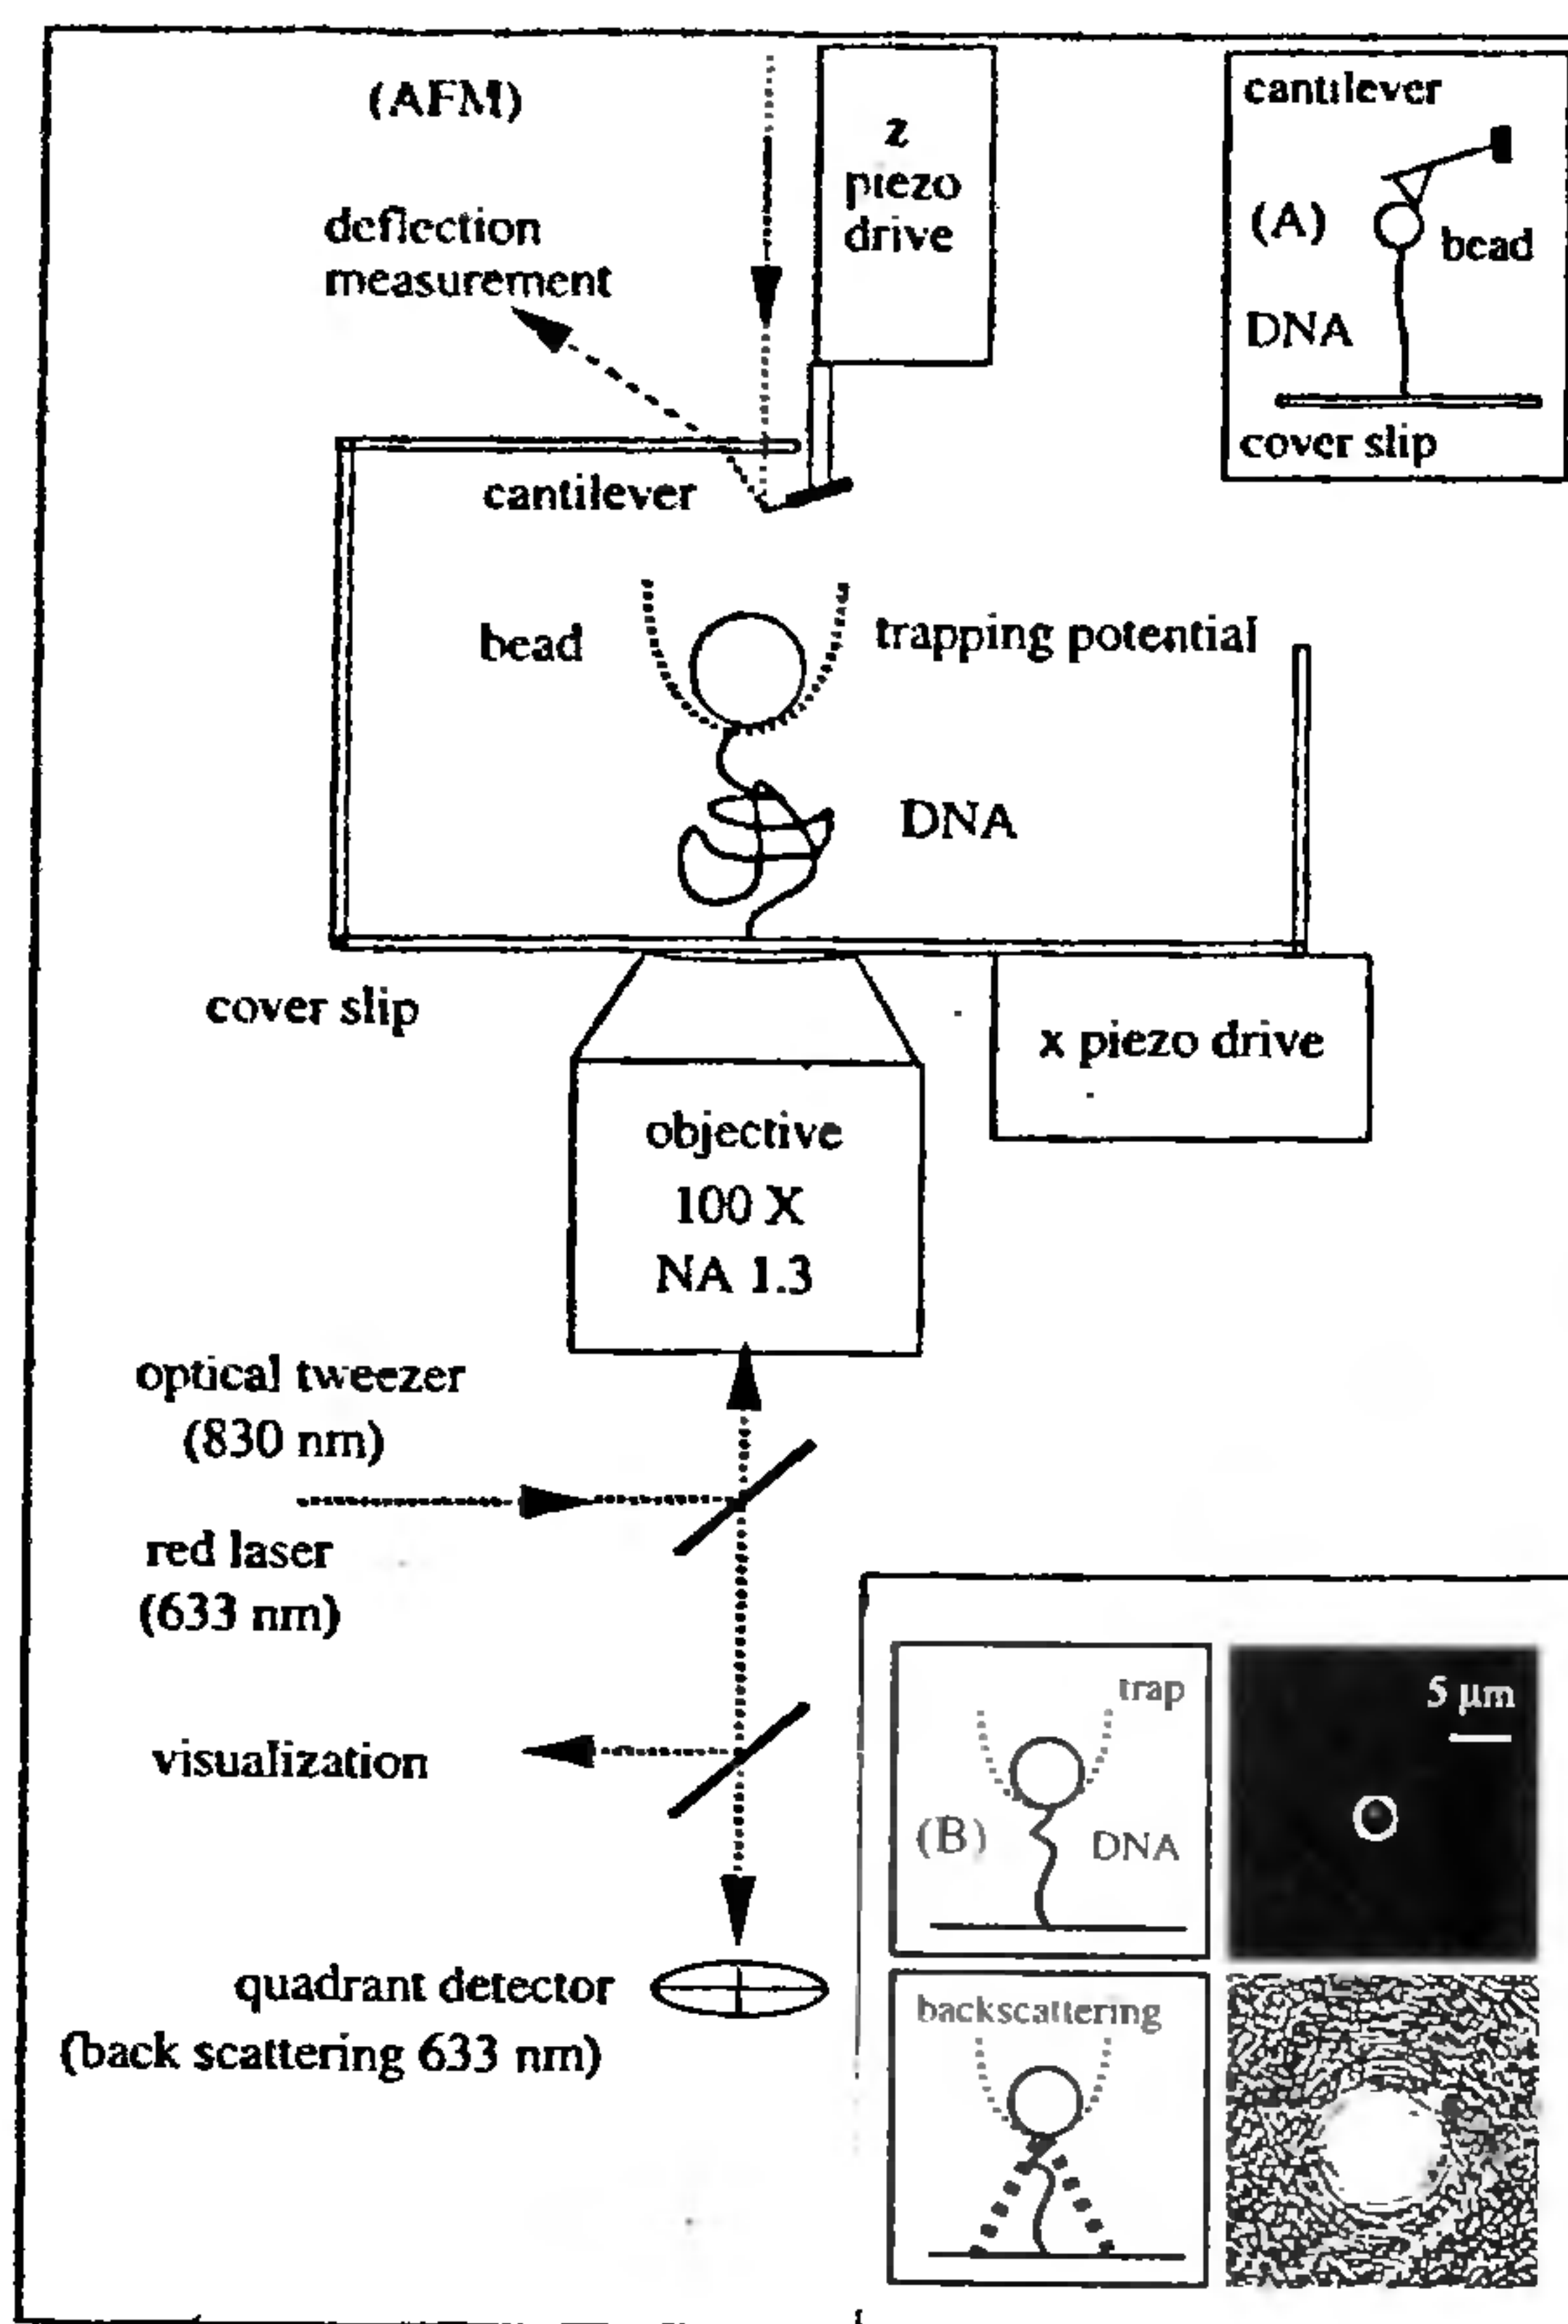 (AFM)
z
piezo
drive
deflection
measurement
cantilever
(A)
bead
DNA
cover slip
cantilever
bead
trapping potential
DNA
cover slip
x piezo drive
objective
100 X
NA 1.3
optical tweezer
(830 nm)
red laser
(633 nm)
visualization
quadrant detector
(back scattering 633 nm)
trap
(B)
DNA
5 µm
backscattering